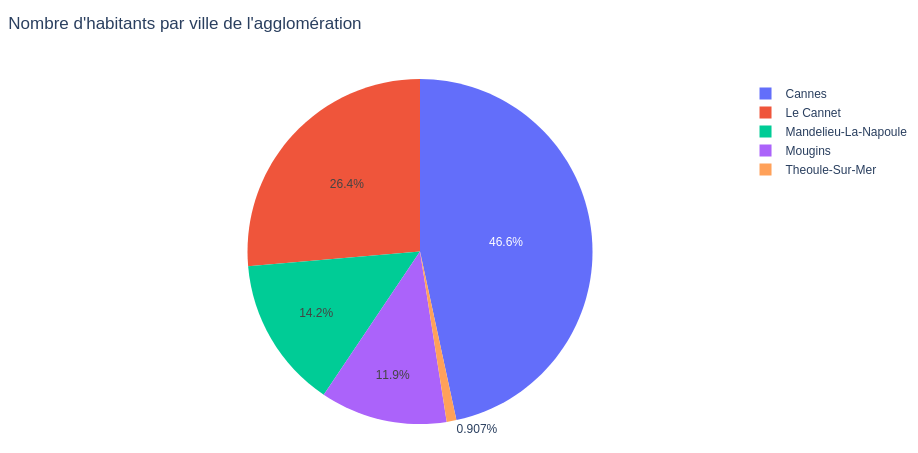 Nombre d'habitants par ville de l'agglomération
Cannes
Le Cannet
Mandelieu-La-Napoule
Mougins
Theoule-Sur-Mer
26.4%
46.6%
14.2%
11.9%
0.907%